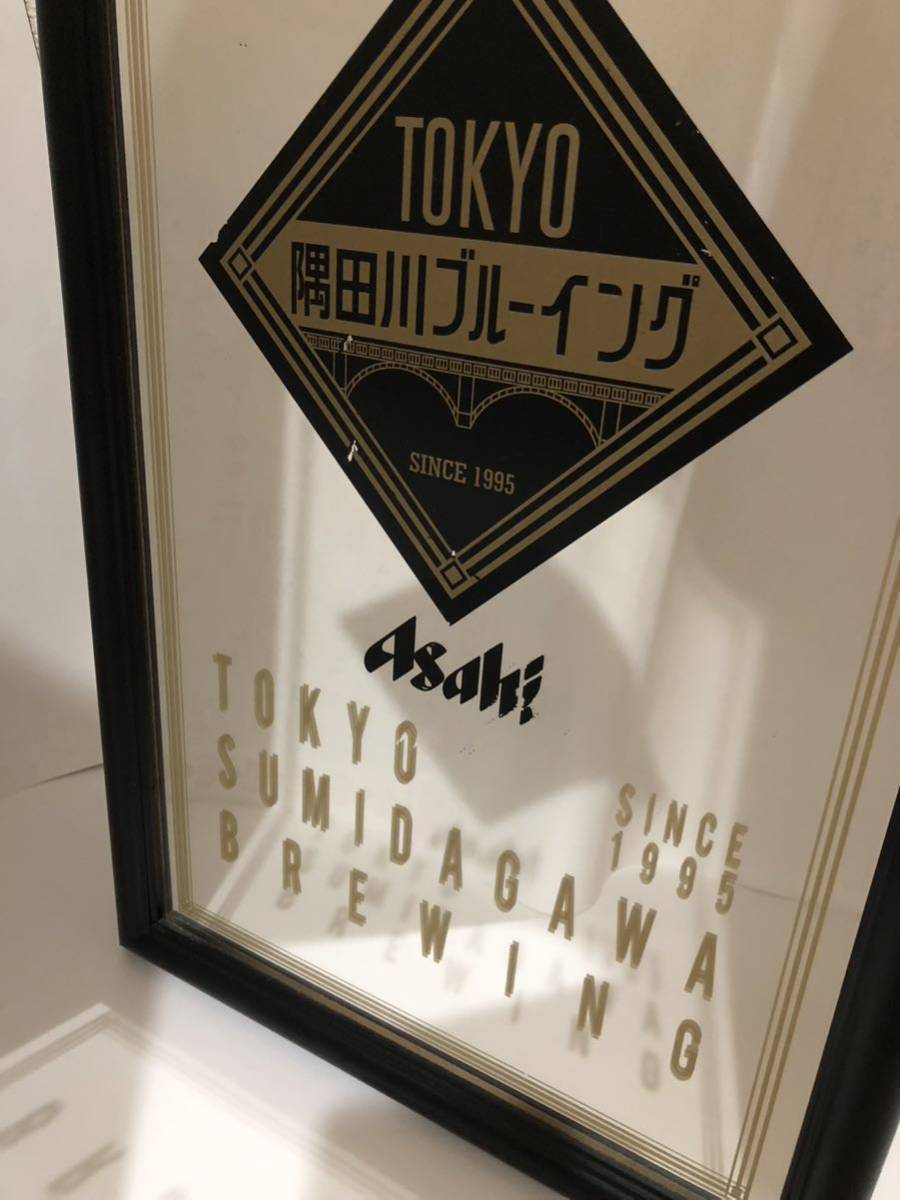 TOKYO
隅田川ブルーイング
SINCE 1995
Asahi
TOKYO
SUMIDAGAWA
BREWING
SINCE
1995